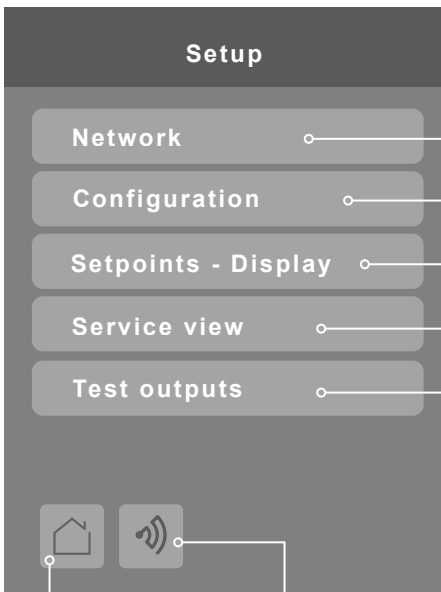 Setup
Network
Configuration
Setpoints - Display
Service view
Test outputs